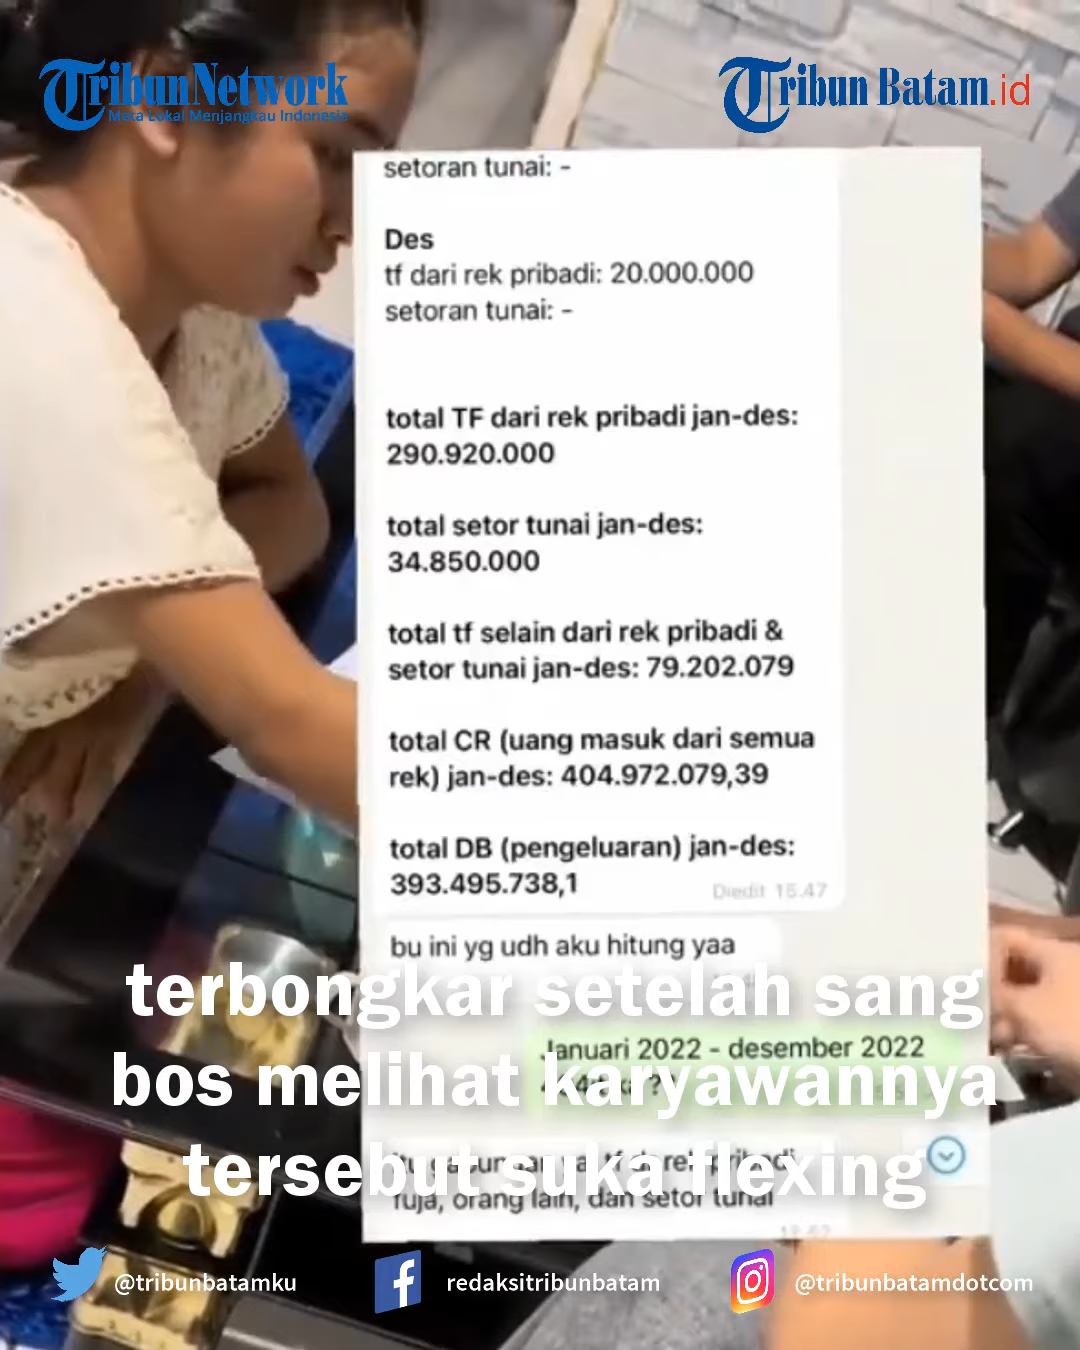 TribunNetwork
Mata Lokal Menjangkau Indonesia
Tribun Batam.id
setoran tunai: -
Des
tf dari rek pribadi: 20.000.000
setoran tunai: -
total TF dari rek pribadi jan-des:
290.920.000
total setor tunai jan-des:
34.850.000
total tf selain dari rek pribadi &
setor tunai jan-des: 79.202.079
total CR (uang masuk dari semua
rek) jan-des: 404.972.079,39
total DB (pengeluaran) jan-des:
393.495.738,1
Diedit 15.47
bu ini yg udh aku hitung yaa
terbongkar setelah sang
Januari 2022 - desember 2022
bos melihat karyawannya
tersebut suka flexing
fuja, orang lain, dan setor tunai
@tribunbatamku
redaksitribunbatam
@tribunbatamdotcom